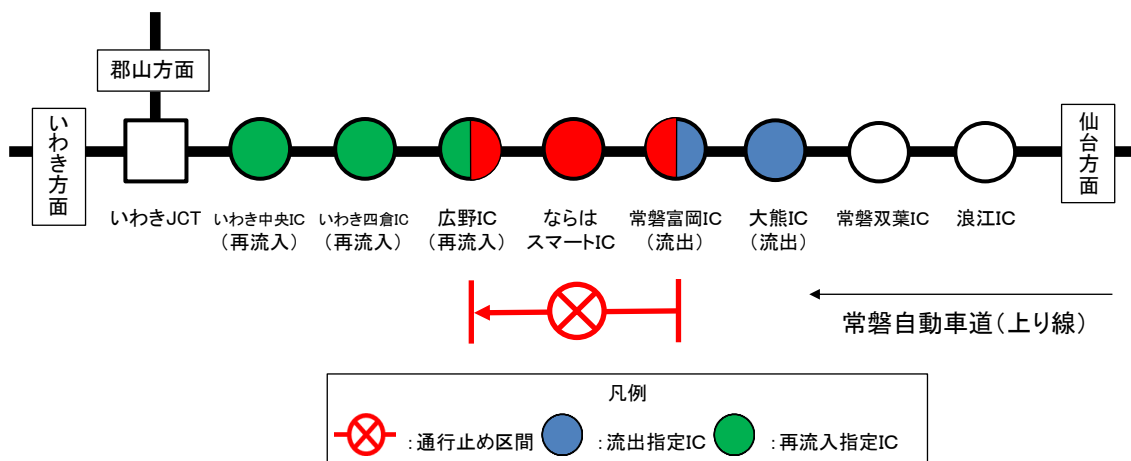 郡山方面
いわき方面
仙台方面
いわきJCT
いわき中央IC
(再流入)
いわき四倉IC
(再流入)
広野IC
(再流入)
ならは
スマートIC
常磐富岡IC
(流出)
大熊IC
(流出)
常磐双葉IC
浪江IC
常磐自動車道(上り線)
凡例
:通行止め区間
:流出指定IC
:再流入指定IC